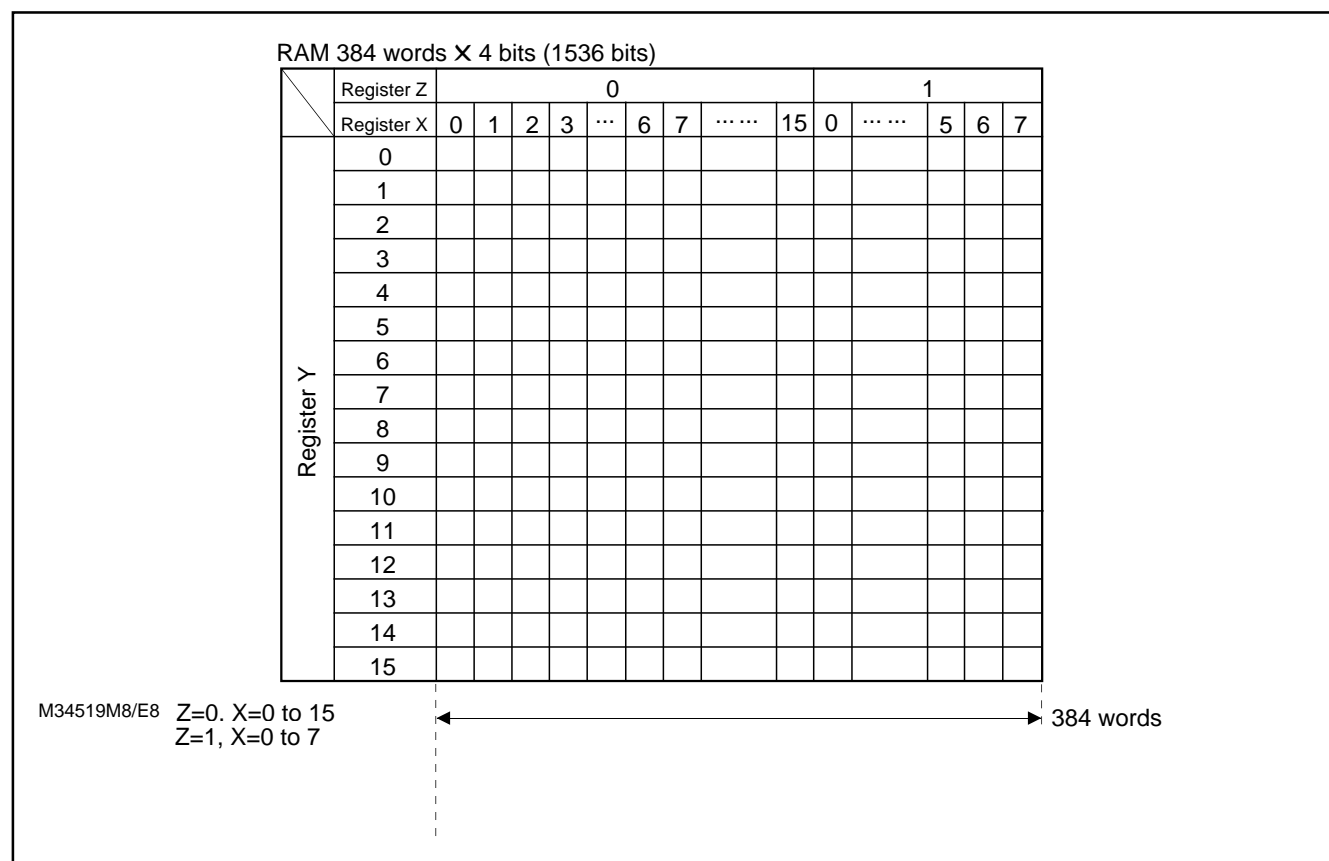 RAM 384 words × 4 bits (1536 bits)
Register Z 0 1
Register X 0 1 2 3 ... 6 7 ... ... 15 0 ... ... 5 6 7
Register Y
0
1
2
3
4
5
6
7
8
9
10
11
12
13
14
15
M34519M8/E8 Z=0. X=0 to 15
Z=1, X=0 to 7
384 words